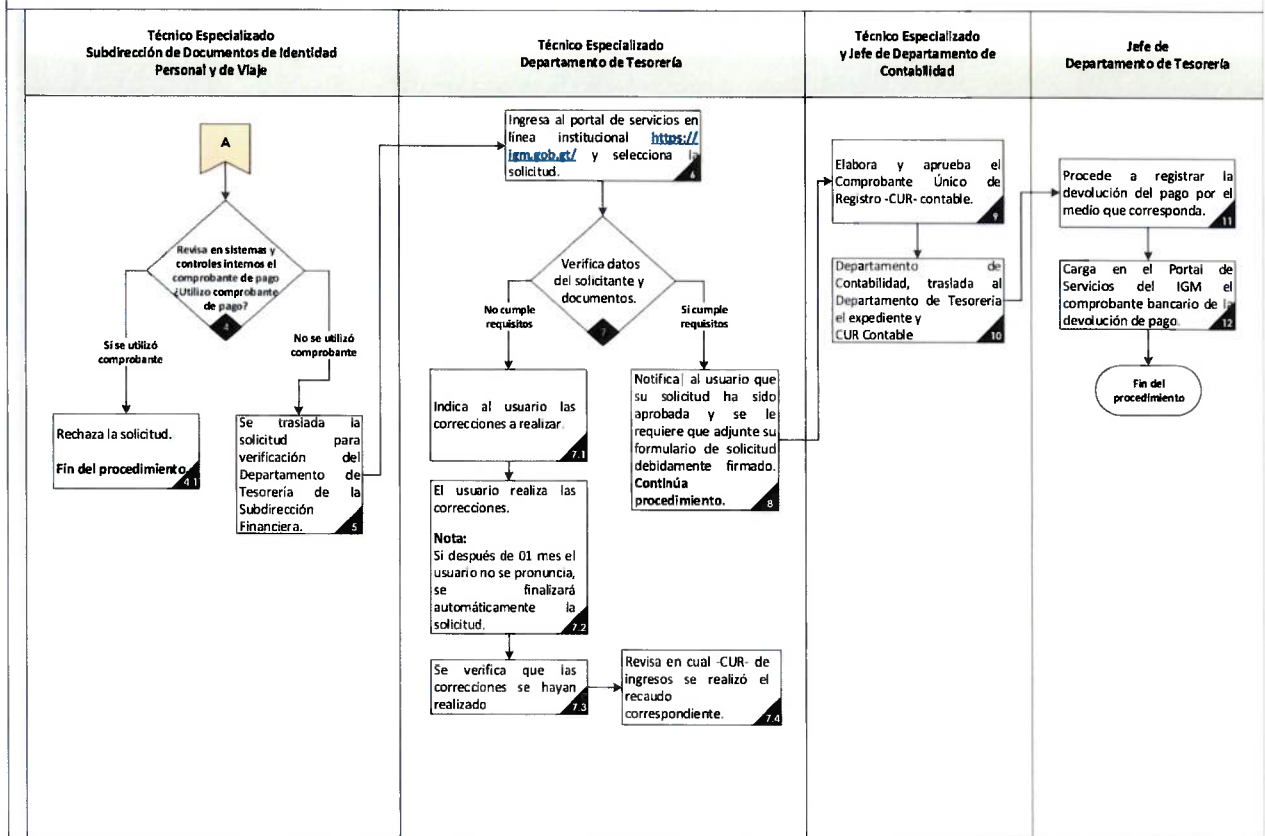 Técnico Especializado
Subdirección de Documentos de Identidad
Personal y de Viaje
Técnico Especializado
Departamento de Tesorería
Técnico Especializado
y Jefe de Departamento de
Contabilidad
Jefe de
Departamento de Tesorería
A
Revisa en sistemas y
controles internos el
comprobante de pago
¿Utilizo comprobante
de pago?
4
Sí se utilizó
comprobante
No se utilizó
comprobante
Rechaza la solicitud.
Fin del procedimiento.
4.1
Se traslada la
solicitud para
verificación del
Departamento de
Tesorería de la
Subdirección
Financiera.
5
Ingresa al portal de servicios en
línea institucional https://
igm.gob.gt/ y selecciona la
solicitud.
6
Verifica datos
del solicitante y
documentos.
7
No cumple
requisitos
Si cumple
requisitos
Indica al usuario las
correcciones a realizar.
7.1
El usuario realiza las
correcciones.
Nota:
Si después de 01 mes el
usuario no se pronuncia,
se finalizará
automáticamente la
solicitud.
7.2
Se verifica que las
correcciones se hayan
realizado
7.3
Revisa en cual -CUR- de
ingresos se realizó el
recaudo
correspondiente.
7.4
Notifica| al usuario que
su solicitud ha sido
aprobada y se le
requiere que adjunte su
formulario de solicitud
debidamente firmado.
Continúa
procedimiento.
8
Elabora y aprueba el
Comprobante Único de
Registro -CUR- contable.
9
Departamento de
Contabilidad, traslada al
Departamento de Tesorería
el expediente y
CUR Contable
10
Procede a registrar la
devolución del pago por el
medio que corresponda.
11
Carga en el Portal de
Servicios del IGM el
comprobante bancario de la
devolución de pago.
12
Fin del
procedimiento